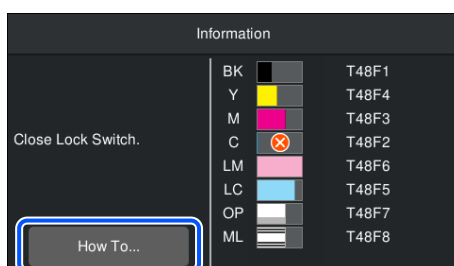 Information
Close Lock Switch.
How To...
BK T48F1
Y T48F4
M T48F3
C T48F2
LM T48F6
LC T48F5
OP T48F7
ML T48F8